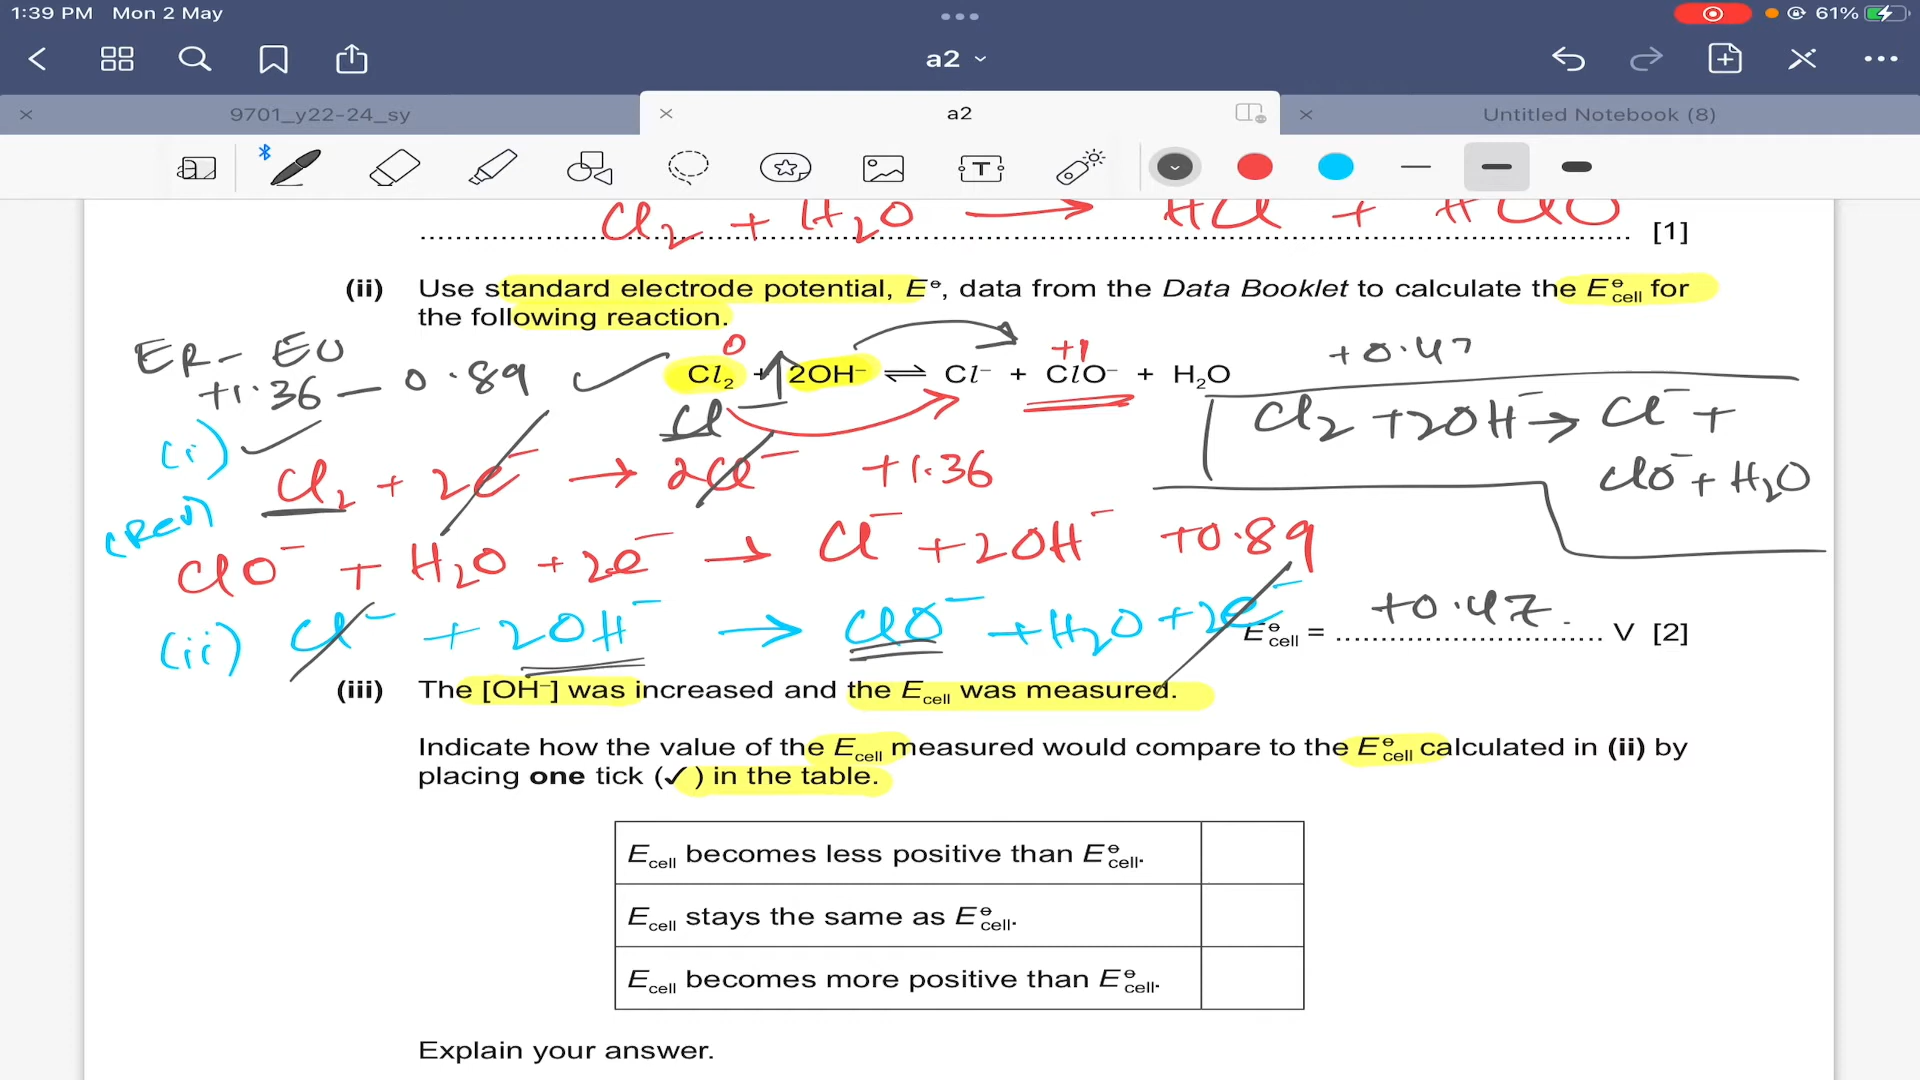 1:39 PM Mon 2 May
61%
a2
9701_y22-24_sy
a2
Untitled Notebook (8)
Cl₂ + H₂O → HCl + HClO
[1]
(ii) Use standard electrode potential, E⦵, data from the Data Booklet to calculate the E⦵cell for
the following reaction.
ER - EO
+1.36 - 0.89 ✓
0
+1
Cl₂ + 2OH⁻ ⇌ Cl⁻ + ClO⁻ + H₂O
Cl
+0.47
Cl₂ + 2OH⁻ → Cl⁻ +
ClO⁻ + H₂O
(i) ✓
Cl₂ + 2e⁻ → 2Cl⁻ +1.36
(Rev)
ClO⁻ + H₂O + 2e⁻ → Cl⁻ + 2OH⁻ +0.89
(ii) Cl⁻ + 2OH⁻ → ClO⁻ + H₂O + 2e⁻
E⦵cell = +0.47 V [2]
(iii) The [OH⁻] was increased and the Ecell was measured.
Indicate how the value of the Ecell measured would compare to the E⦵cell calculated in (ii) by
placing one tick (✓) in the table.
Ecell becomes less positive than E⦵cell.
Ecell stays the same as E⦵cell.
Ecell becomes more positive than E⦵cell.
Explain your answer.